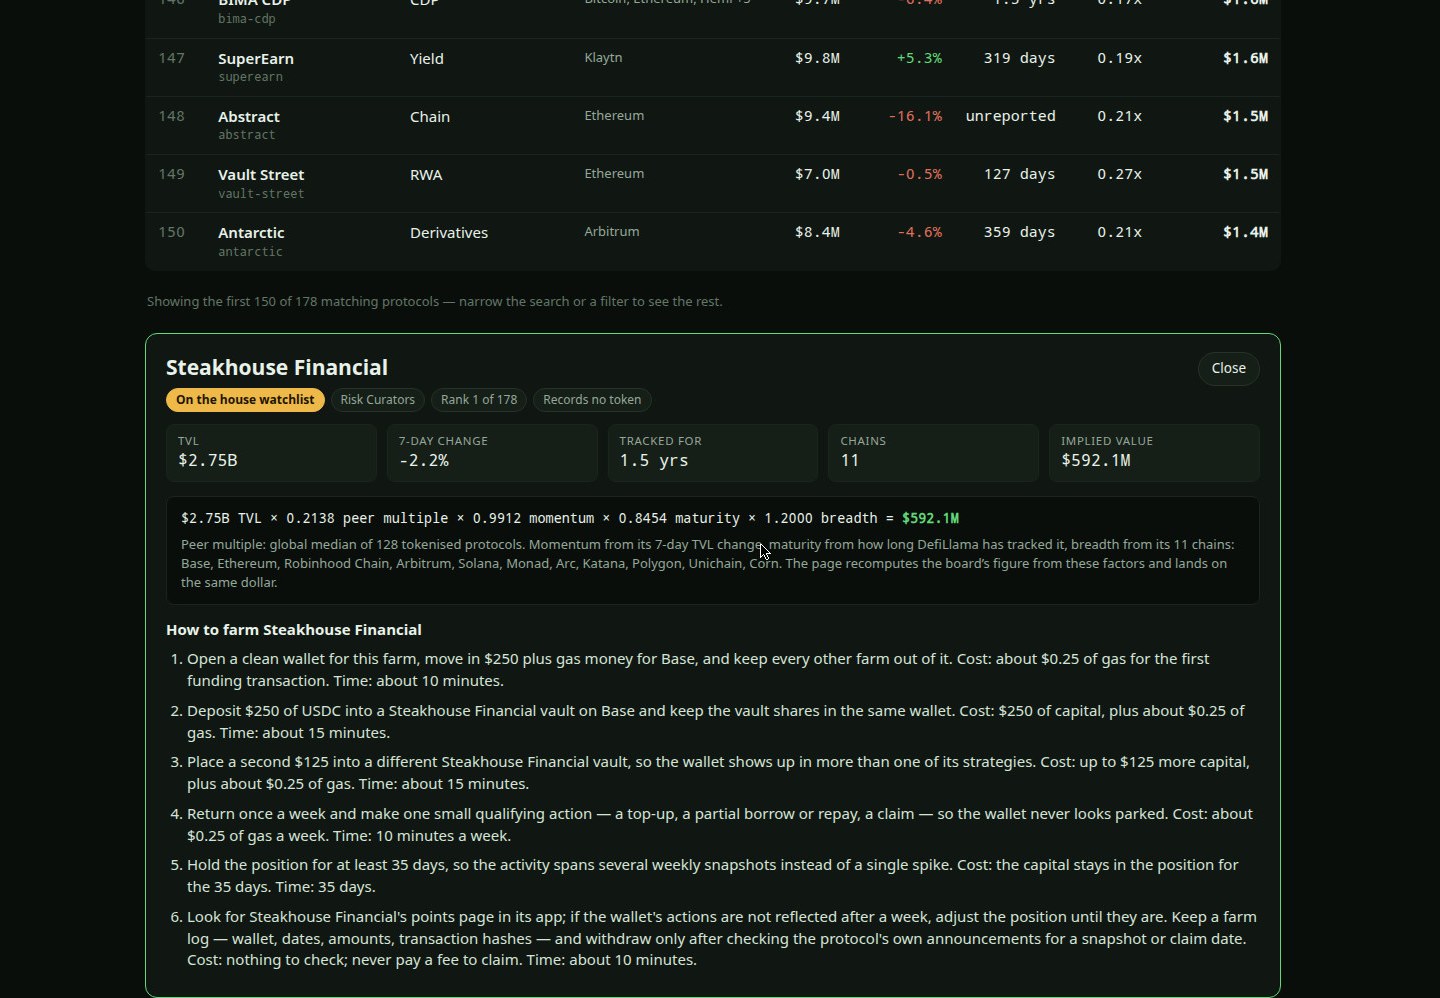 bima-cdp
147 SuperEarn Yield Klaytn $9.8M +5.3% 319 days 0.19x $1.6M
superearn
148 Abstract Chain Ethereum $9.4M -16.1% unreported 0.21x $1.5M
abstract
149 Vault Street RWA Ethereum $7.0M -0.5% 127 days 0.27x $1.5M
vault-street
150 Antarctic Derivatives Arbitrum $8.4M -4.6% 359 days 0.21x $1.4M
antarctic
Showing the first 150 of 178 matching protocols — narrow the search or a filter to see the rest.
Steakhouse Financial
Close
On the house watchlist Risk Curators Rank 1 of 178 Records no token
TVL 7-DAY CHANGE TRACKED FOR CHAINS IMPLIED VALUE
$2.75B -2.2% 1.5 yrs 11 $592.1M
$2.75B TVL × 0.2138 peer multiple × 0.9912 momentum × 0.8454 maturity × 1.2000 breadth = $592.1M
Peer multiple: global median of 128 tokenised protocols. Momentum from its 7-day TVL change, maturity from how long DefiLlama has tracked it, breadth from its 11 chains:
Base, Ethereum, Robinhood Chain, Arbitrum, Solana, Monad, Arc, Katana, Polygon, Unichain, Corn. The page recomputes the board's figure from these factors and lands on
the same dollar.
How to farm Steakhouse Financial
1. Open a clean wallet for this farm, move in $250 plus gas money for Base, and keep every other farm out of it. Cost: about $0.25 of gas for the first
funding transaction. Time: about 10 minutes.
2. Deposit $250 of USDC into a Steakhouse Financial vault on Base and keep the vault shares in the same wallet. Cost: $250 of capital, plus about $0.25 of
gas. Time: about 15 minutes.
3. Place a second $125 into a different Steakhouse Financial vault, so the wallet shows up in more than one of its strategies. Cost: up to $125 more capital,
plus about $0.25 of gas. Time: about 15 minutes.
4. Return once a week and make one small qualifying action — a top-up, a partial borrow or repay, a claim — so the wallet never looks parked. Cost: about
$0.25 of gas a week. Time: 10 minutes a week.
5. Hold the position for at least 35 days, so the activity spans several weekly snapshots instead of a single spike. Cost: the capital stays in the position for
the 35 days. Time: 35 days.
6. Look for Steakhouse Financial's points page in its app; if the wallet's actions are not reflected after a week, adjust the position until they are. Keep a farm
log — wallet, dates, amounts, transaction hashes — and withdraw only after checking the protocol's own announcements for a snapshot or claim date.
Cost: nothing to check; never pay a fee to claim. Time: about 10 minutes.